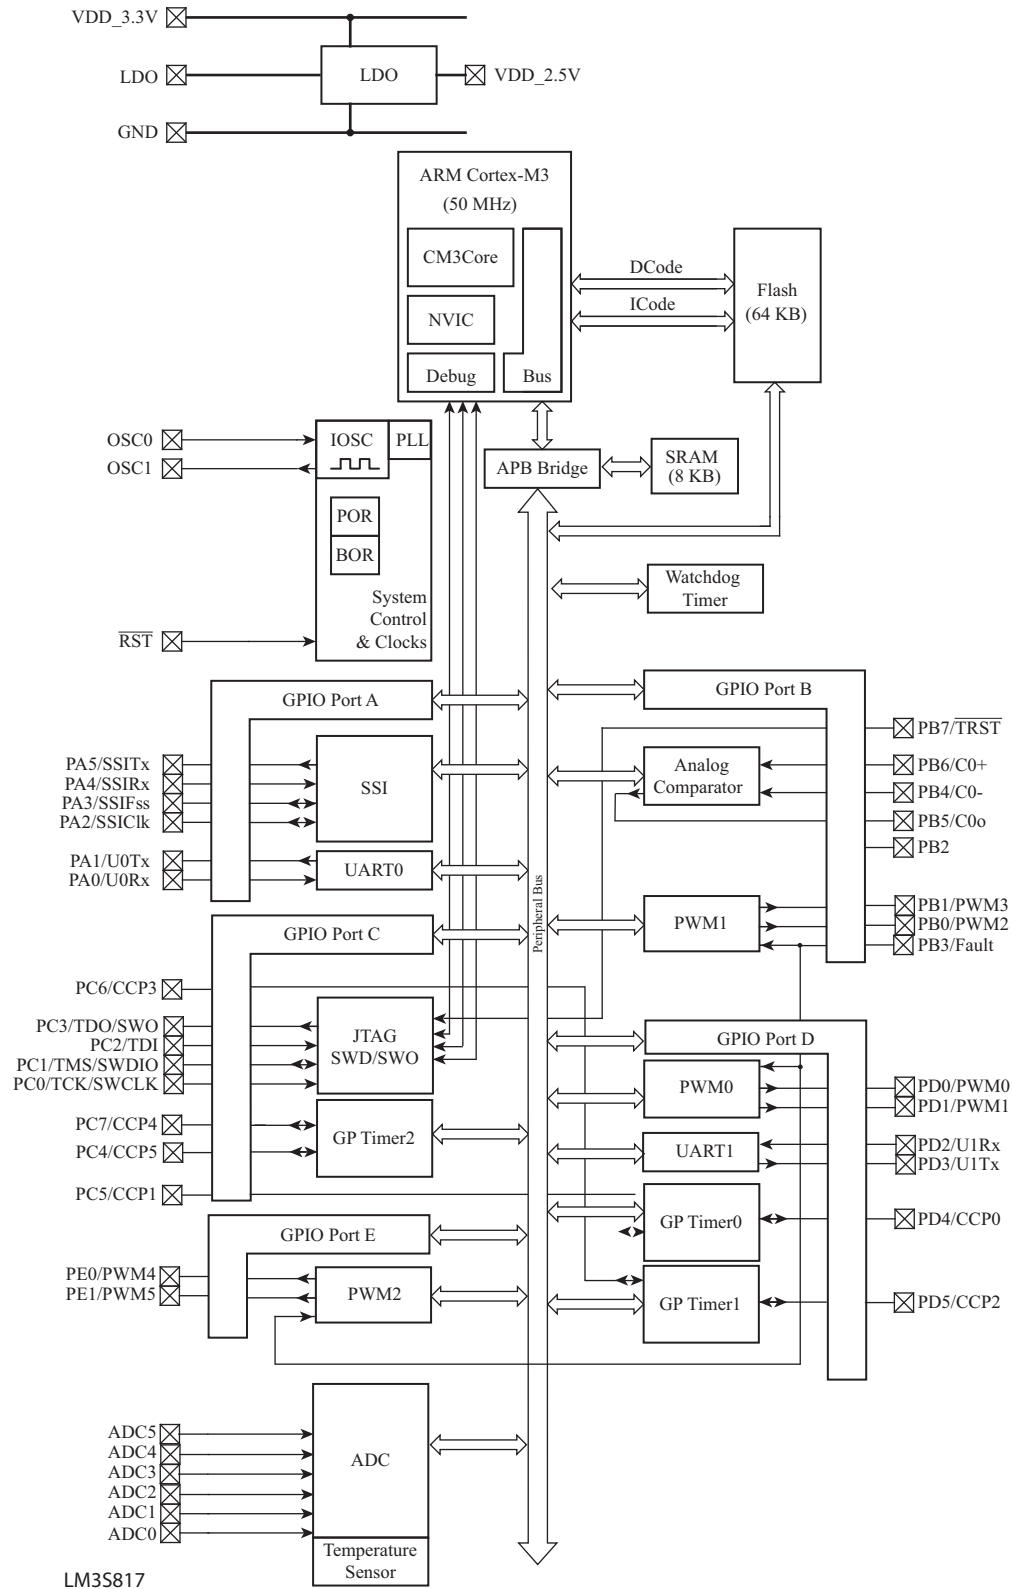 VDD_3.3V
LDO
LDO
VDD_2.5V
GND
ARM Cortex-M3
(50 MHz)
CM3Core
NVIC
Debug
Bus
DCode
ICode
Flash
(64 KB)
OSC0
OSC1
IOSC
PLL
POR
BOR
System
Control
& Clocks
RST
APB Bridge
SRAM
(8 KB)
Watchdog
Timer
Peripheral Bus
GPIO Port A
PA5/SSITx
PA4/SSIRx
PA3/SSIFss
PA2/SSIClk
SSI
PA1/U0Tx
PA0/U0Rx
UART0
GPIO Port B
PB7/TRST
Analog
Comparator
PB6/C0+
PB4/C0-
PB5/C0o
PB2
PWM1
PB1/PWM3
PB0/PWM2
PB3/Fault
GPIO Port C
PC6/CCP3
PC3/TDO/SWO
PC2/TDI
PC1/TMS/SWDIO
PC0/TCK/SWCLK
JTAG
SWD/SWO
PC7/CCP4
PC4/CCP5
GP Timer2
PC5/CCP1
GPIO Port D
PWM0
PD0/PWM0
PD1/PWM1
UART1
PD2/U1Rx
PD3/U1Tx
GP Timer0
PD4/CCP0
GP Timer1
PD5/CCP2
GPIO Port E
PE0/PWM4
PE1/PWM5
PWM2
ADC5
ADC4
ADC3
ADC2
ADC1
ADC0
ADC
Temperature
Sensor
LM3S817